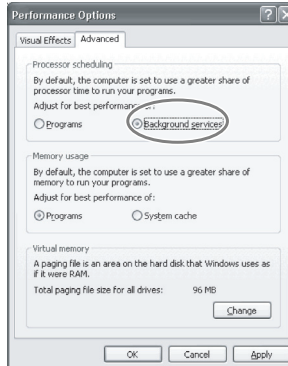 Performance Options
Visual Effects Advanced
Processor scheduling
By default, the computer is set to use a greater share of
processor time to run your programs.
Adjust for best performance of:
Programs Background services
Memory usage
By default, the computer is set to use a greater share of
memory to run your programs.
Adjust for best performance of:
Programs System cache
Virtual memory
A paging file is an area on the hard disk that Windows uses as
if it were RAM.
Total paging file size for all drives: 96 MB
Change
OK Cancel Apply